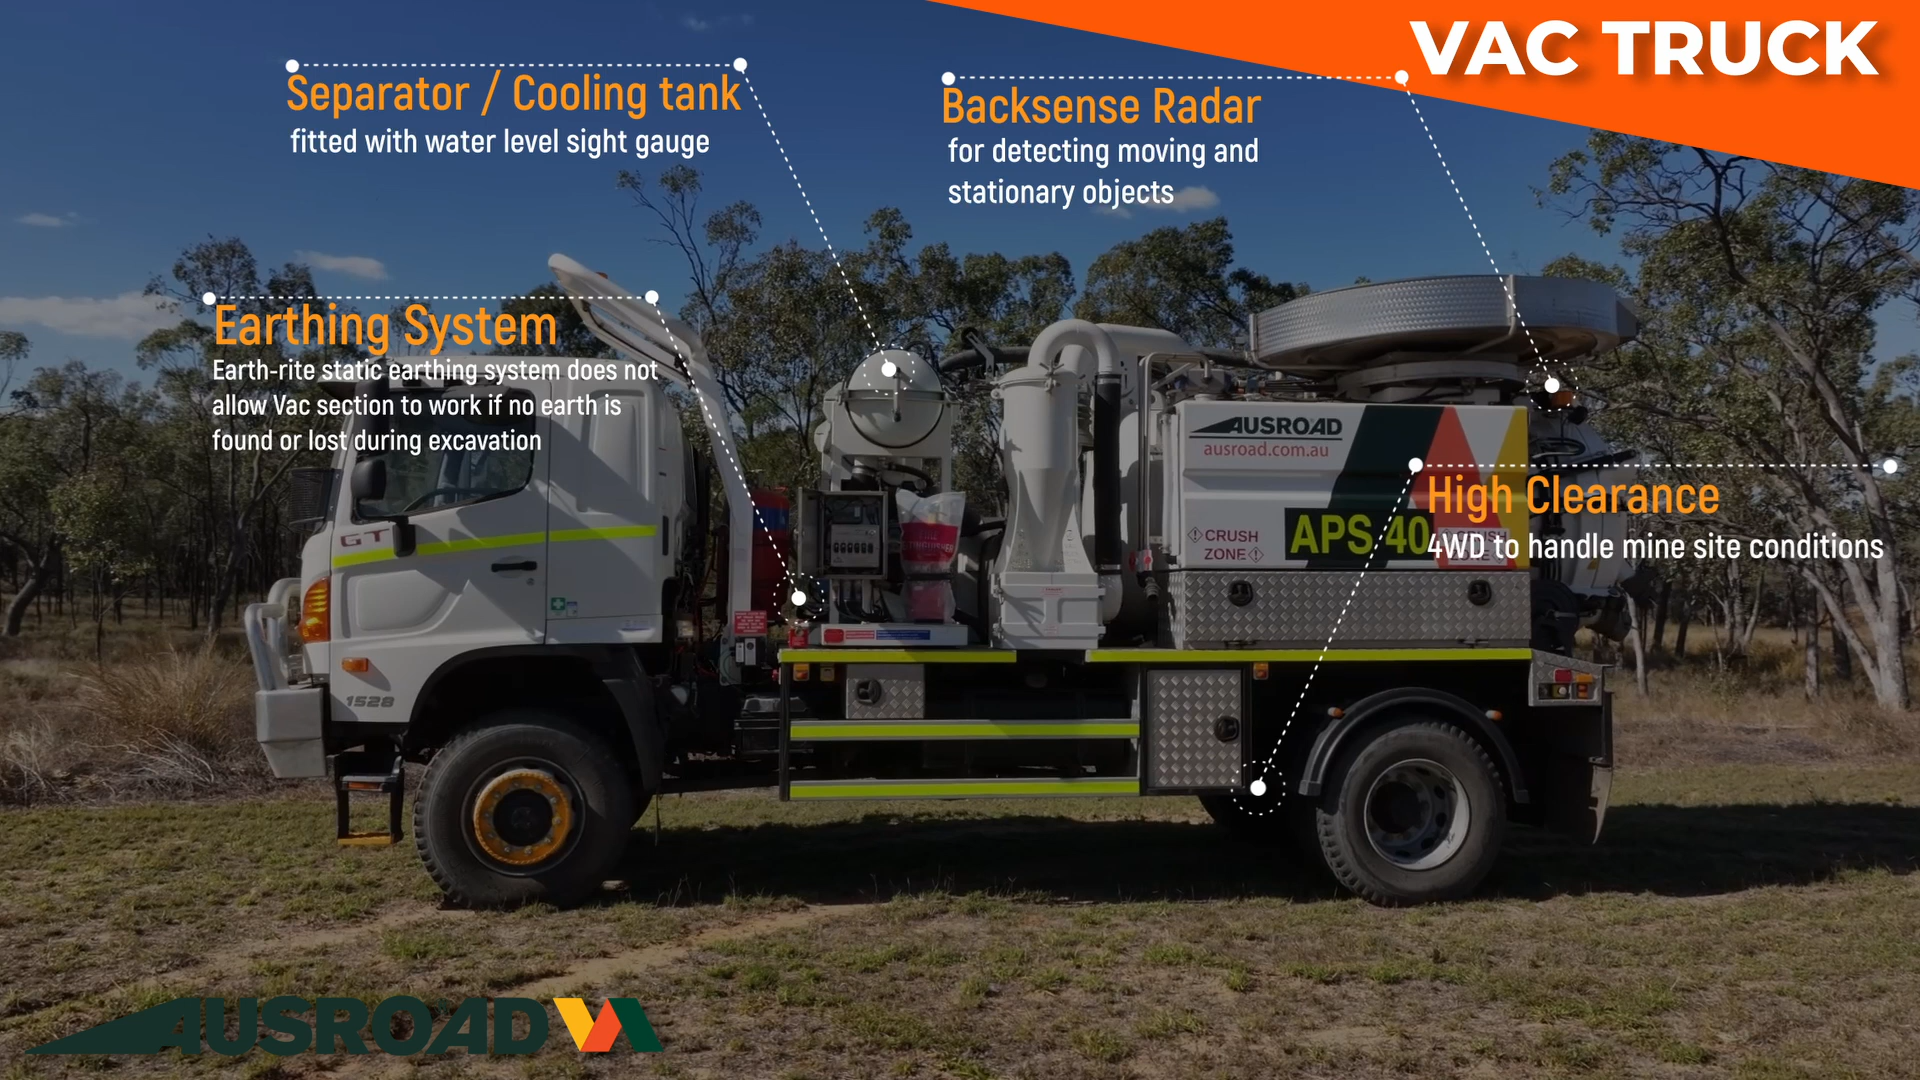 VAC TRUCK
Separator / Cooling tank
fitted with water level sight gauge
Backsense Radar
for detecting moving and
stationary objects
Earthing System
Earth-rite static earthing system does not
allow Vac section to work if no earth is
found or lost during excavation
AUSROAD
ausroad.com.au
High Clearance
4WD to handle mine site conditions
CRUSH
ZONE
APS 40
GT
1528
AUSROAD